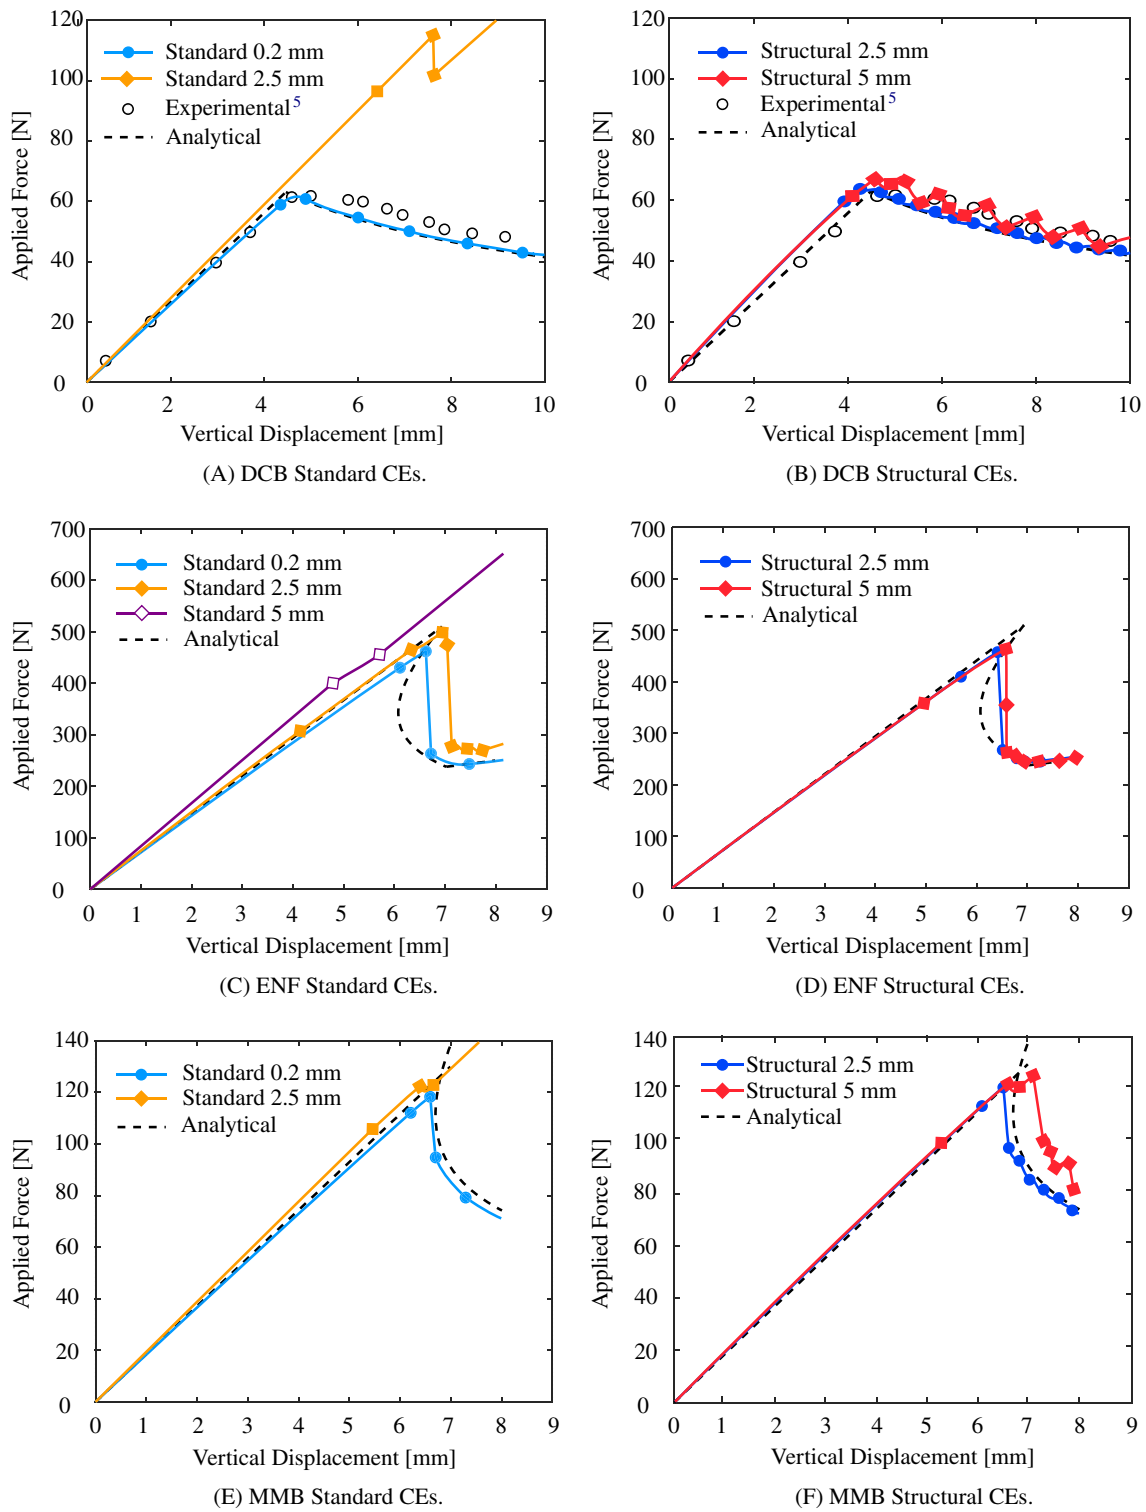 120
100
80
60
40
20
0
Applied Force [N]
Standard 0.2 mm
Standard 2.5 mm
Experimental5
Analytical
0 2 4 6 8 10
Vertical Displacement [mm]
(A) DCB Standard CEs.
120
100
80
60
40
20
0
Applied Force [N]
Structural 2.5 mm
Structural 5 mm
Experimental5
Analytical
0 2 4 6 8 10
Vertical Displacement [mm]
(B) DCB Structural CEs.
700
600
500
400
300
200
100
0
Applied Force [N]
Standard 0.2 mm
Standard 2.5 mm
Standard 5 mm
Analytical
0 1 2 3 4 5 6 7 8 9
Vertical Displacement [mm]
(C) ENF Standard CEs.
700
600
500
400
300
200
100
0
Applied Force [N]
Structural 2.5 mm
Structural 5 mm
Analytical
0 1 2 3 4 5 6 7 8 9
Vertical Displacement [mm]
(D) ENF Structural CEs.
140
120
100
80
60
40
20
0
Applied Force [N]
Standard 0.2 mm
Standard 2.5 mm
Analytical
0 1 2 3 4 5 6 7 8 9
Vertical Displacement [mm]
(E) MMB Standard CEs.
140
120
100
80
60
40
20
0
Applied Force [N]
Structural 2.5 mm
Structural 5 mm
Analytical
0 1 2 3 4 5 6 7 8 9
Vertical Displacement [mm]
(F) MMB Structural CEs.